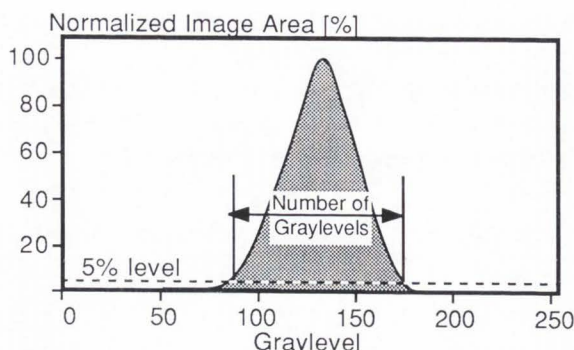 Normalized Image Area [%]
100
80
60
40
20
5% level
Number of
Graylevels
0 50 100 150 200 250
Graylevel